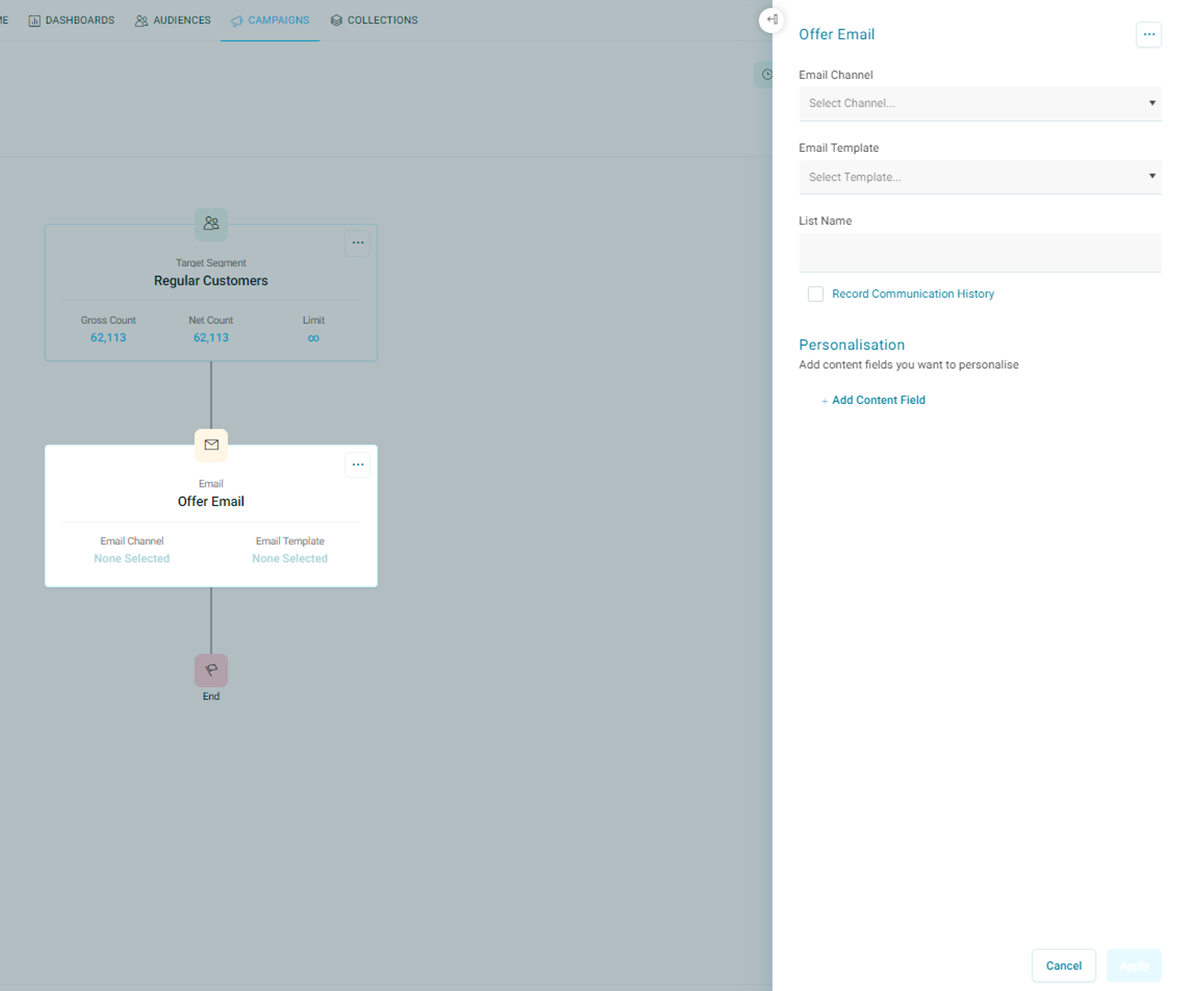 ME DASHBOARDS AUDIENCES CAMPAIGNS COLLECTIONS
Target Segment
Regular Customers
Gross Count Net Count Limit
62,113 62,113 ∞
Email
Offer Email
Email Channel Email Template
None Selected None Selected
End
Offer Email
Email Channel
Select Channel...
Email Template
Select Template...
List Name
Record Communication History
Personalisation
Add content fields you want to personalise
+ Add Content Field
Cancel Apply